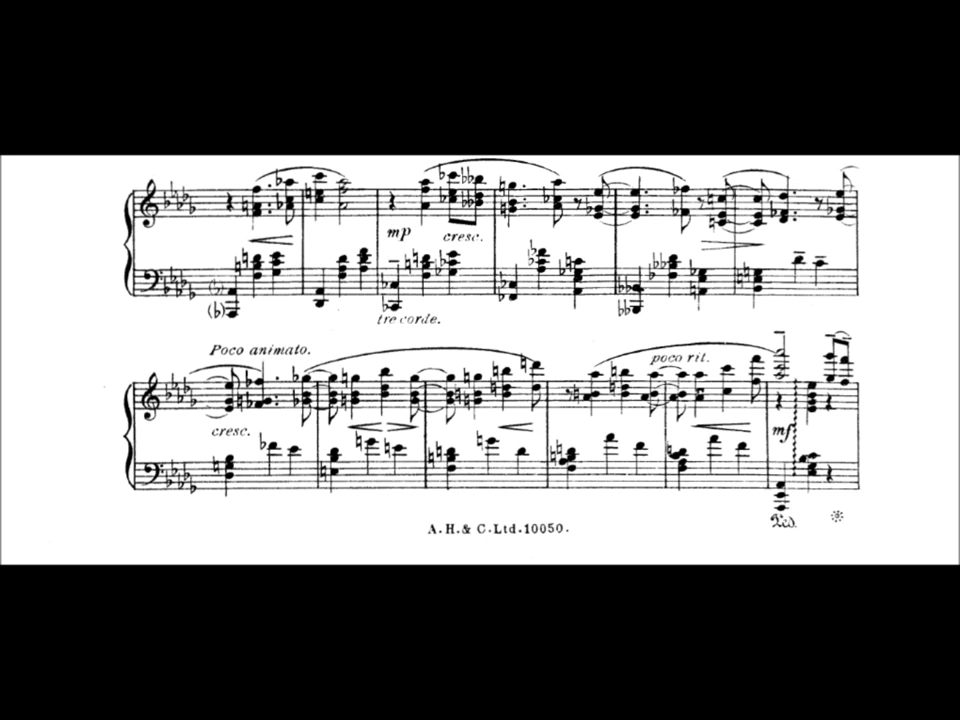 mp cresc.
tre corde.
Poco animato.
poco rit.
cresc.
mf
Ped.
A. H. & C. Ltd. 10050.